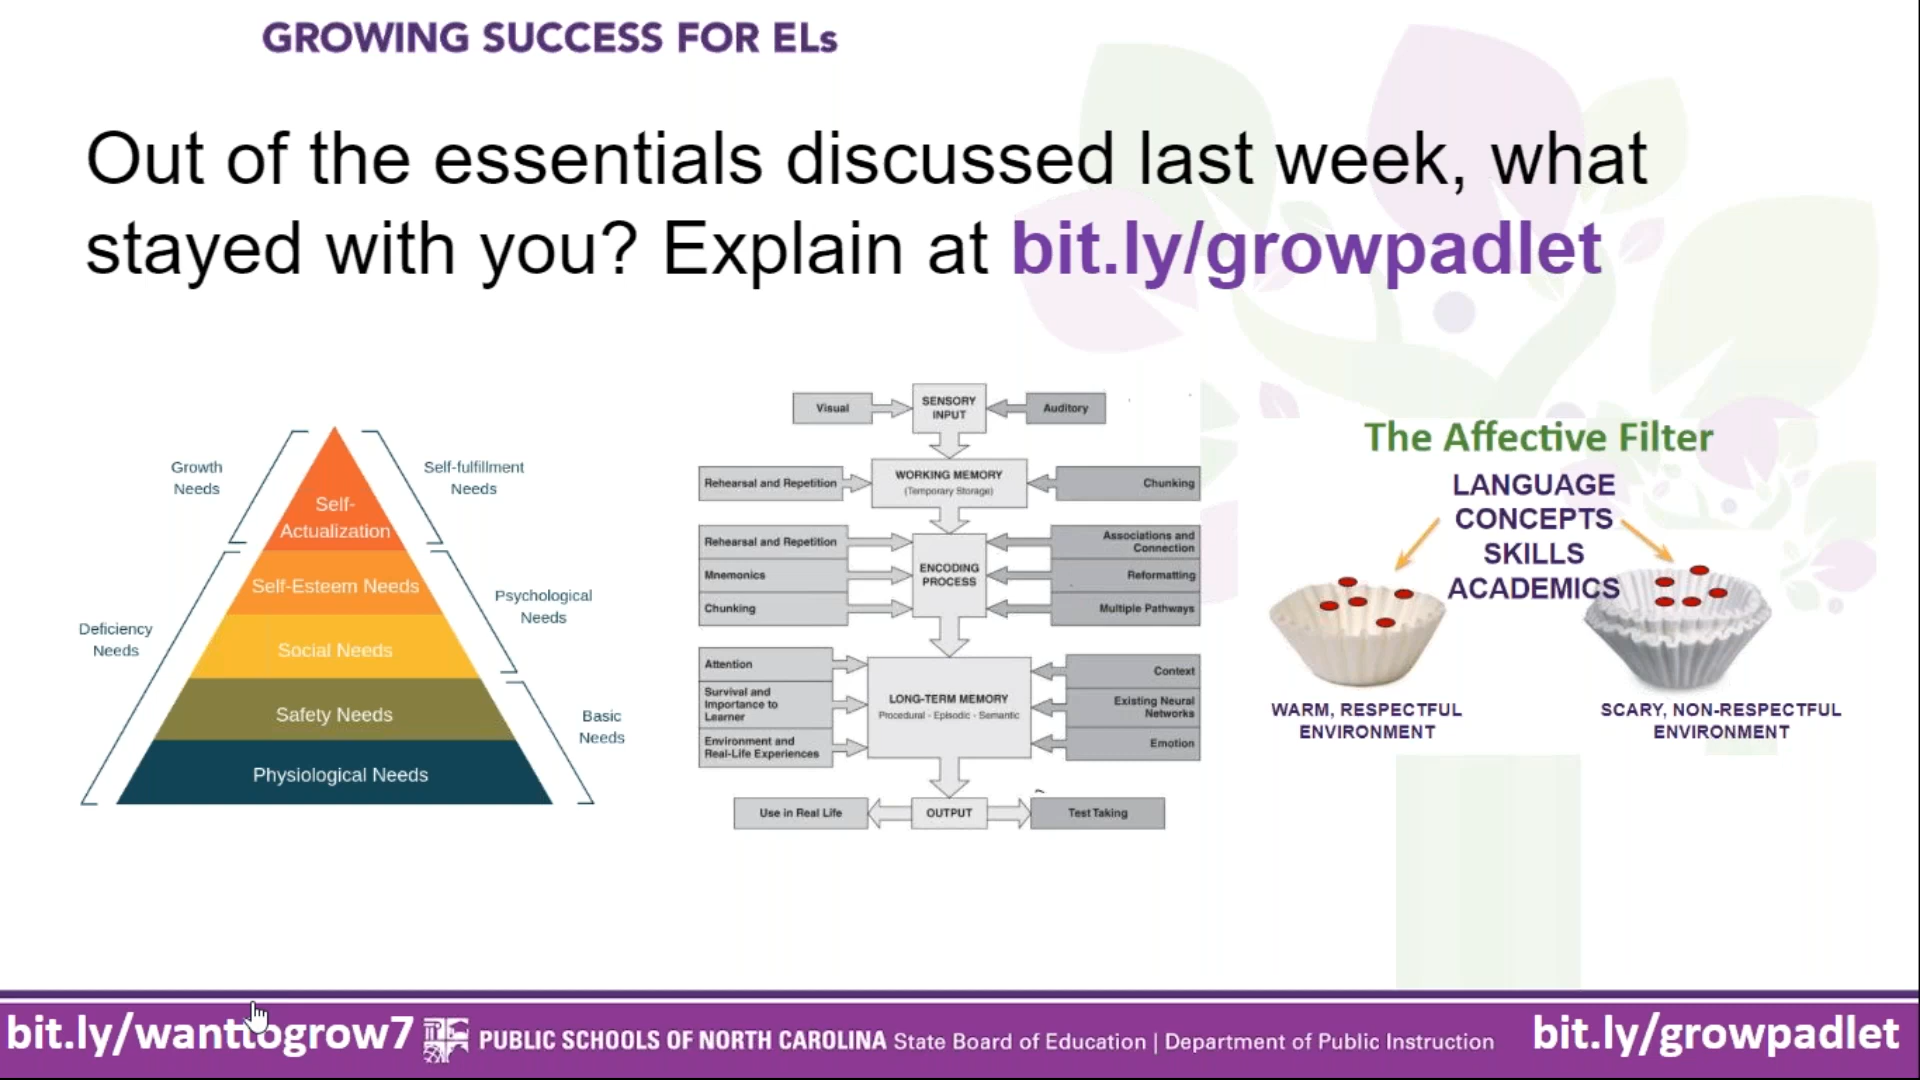 GROWING SUCCESS FOR ELs
Out of the essentials discussed last week, what
stayed with you? Explain at bit.ly/growpadlet
Growth
Needs
Self-fulfillment
Needs
Self-
Actualization
Self-Esteem Needs
Psychological
Needs
Deficiency
Needs
Social Needs
Safety Needs
Basic
Needs
Physiological Needs
Visual
SENSORY
INPUT
Auditory
Rehearsal and Repetition
WORKING MEMORY
(Temporary Storage)
Chunking
Rehearsal and Repetition
Mnemonics
Chunking
ENCODING
PROCESS
Associations and
Connection
Reformatting
Multiple Pathways
Attention
Survival and
Importance to
Learner
Environment and
Real-Life Experiences
LONG-TERM MEMORY
Procedural - Episodic - Semantic
Context
Existing Neural
Networks
Emotion
Use in Real Life
OUTPUT
Test Taking
The Affective Filter
LANGUAGE
CONCEPTS
SKILLS
ACADEMICS
WARM, RESPECTFUL
ENVIRONMENT
SCARY, NON-RESPECTFUL
ENVIRONMENT
bit.ly/wanttogrow7
PUBLIC SCHOOLS OF NORTH CAROLINA State Board of Education | Department of Public Instruction
bit.ly/growpadlet